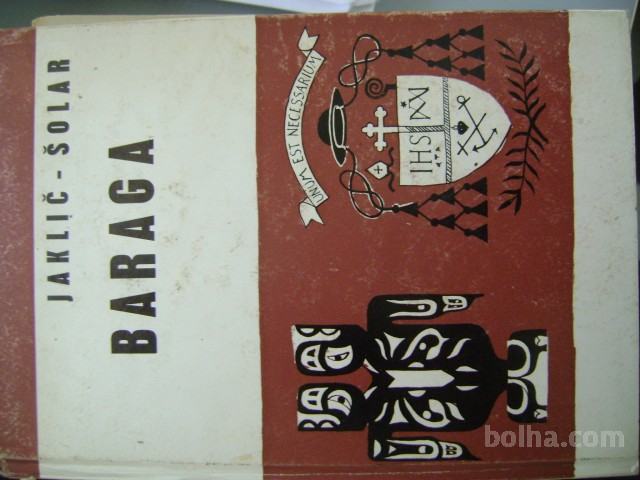 JAKLIČ - ŠOLAR
BARAGA
UNUM EST NECESSARIUM
IHS
bolha.com